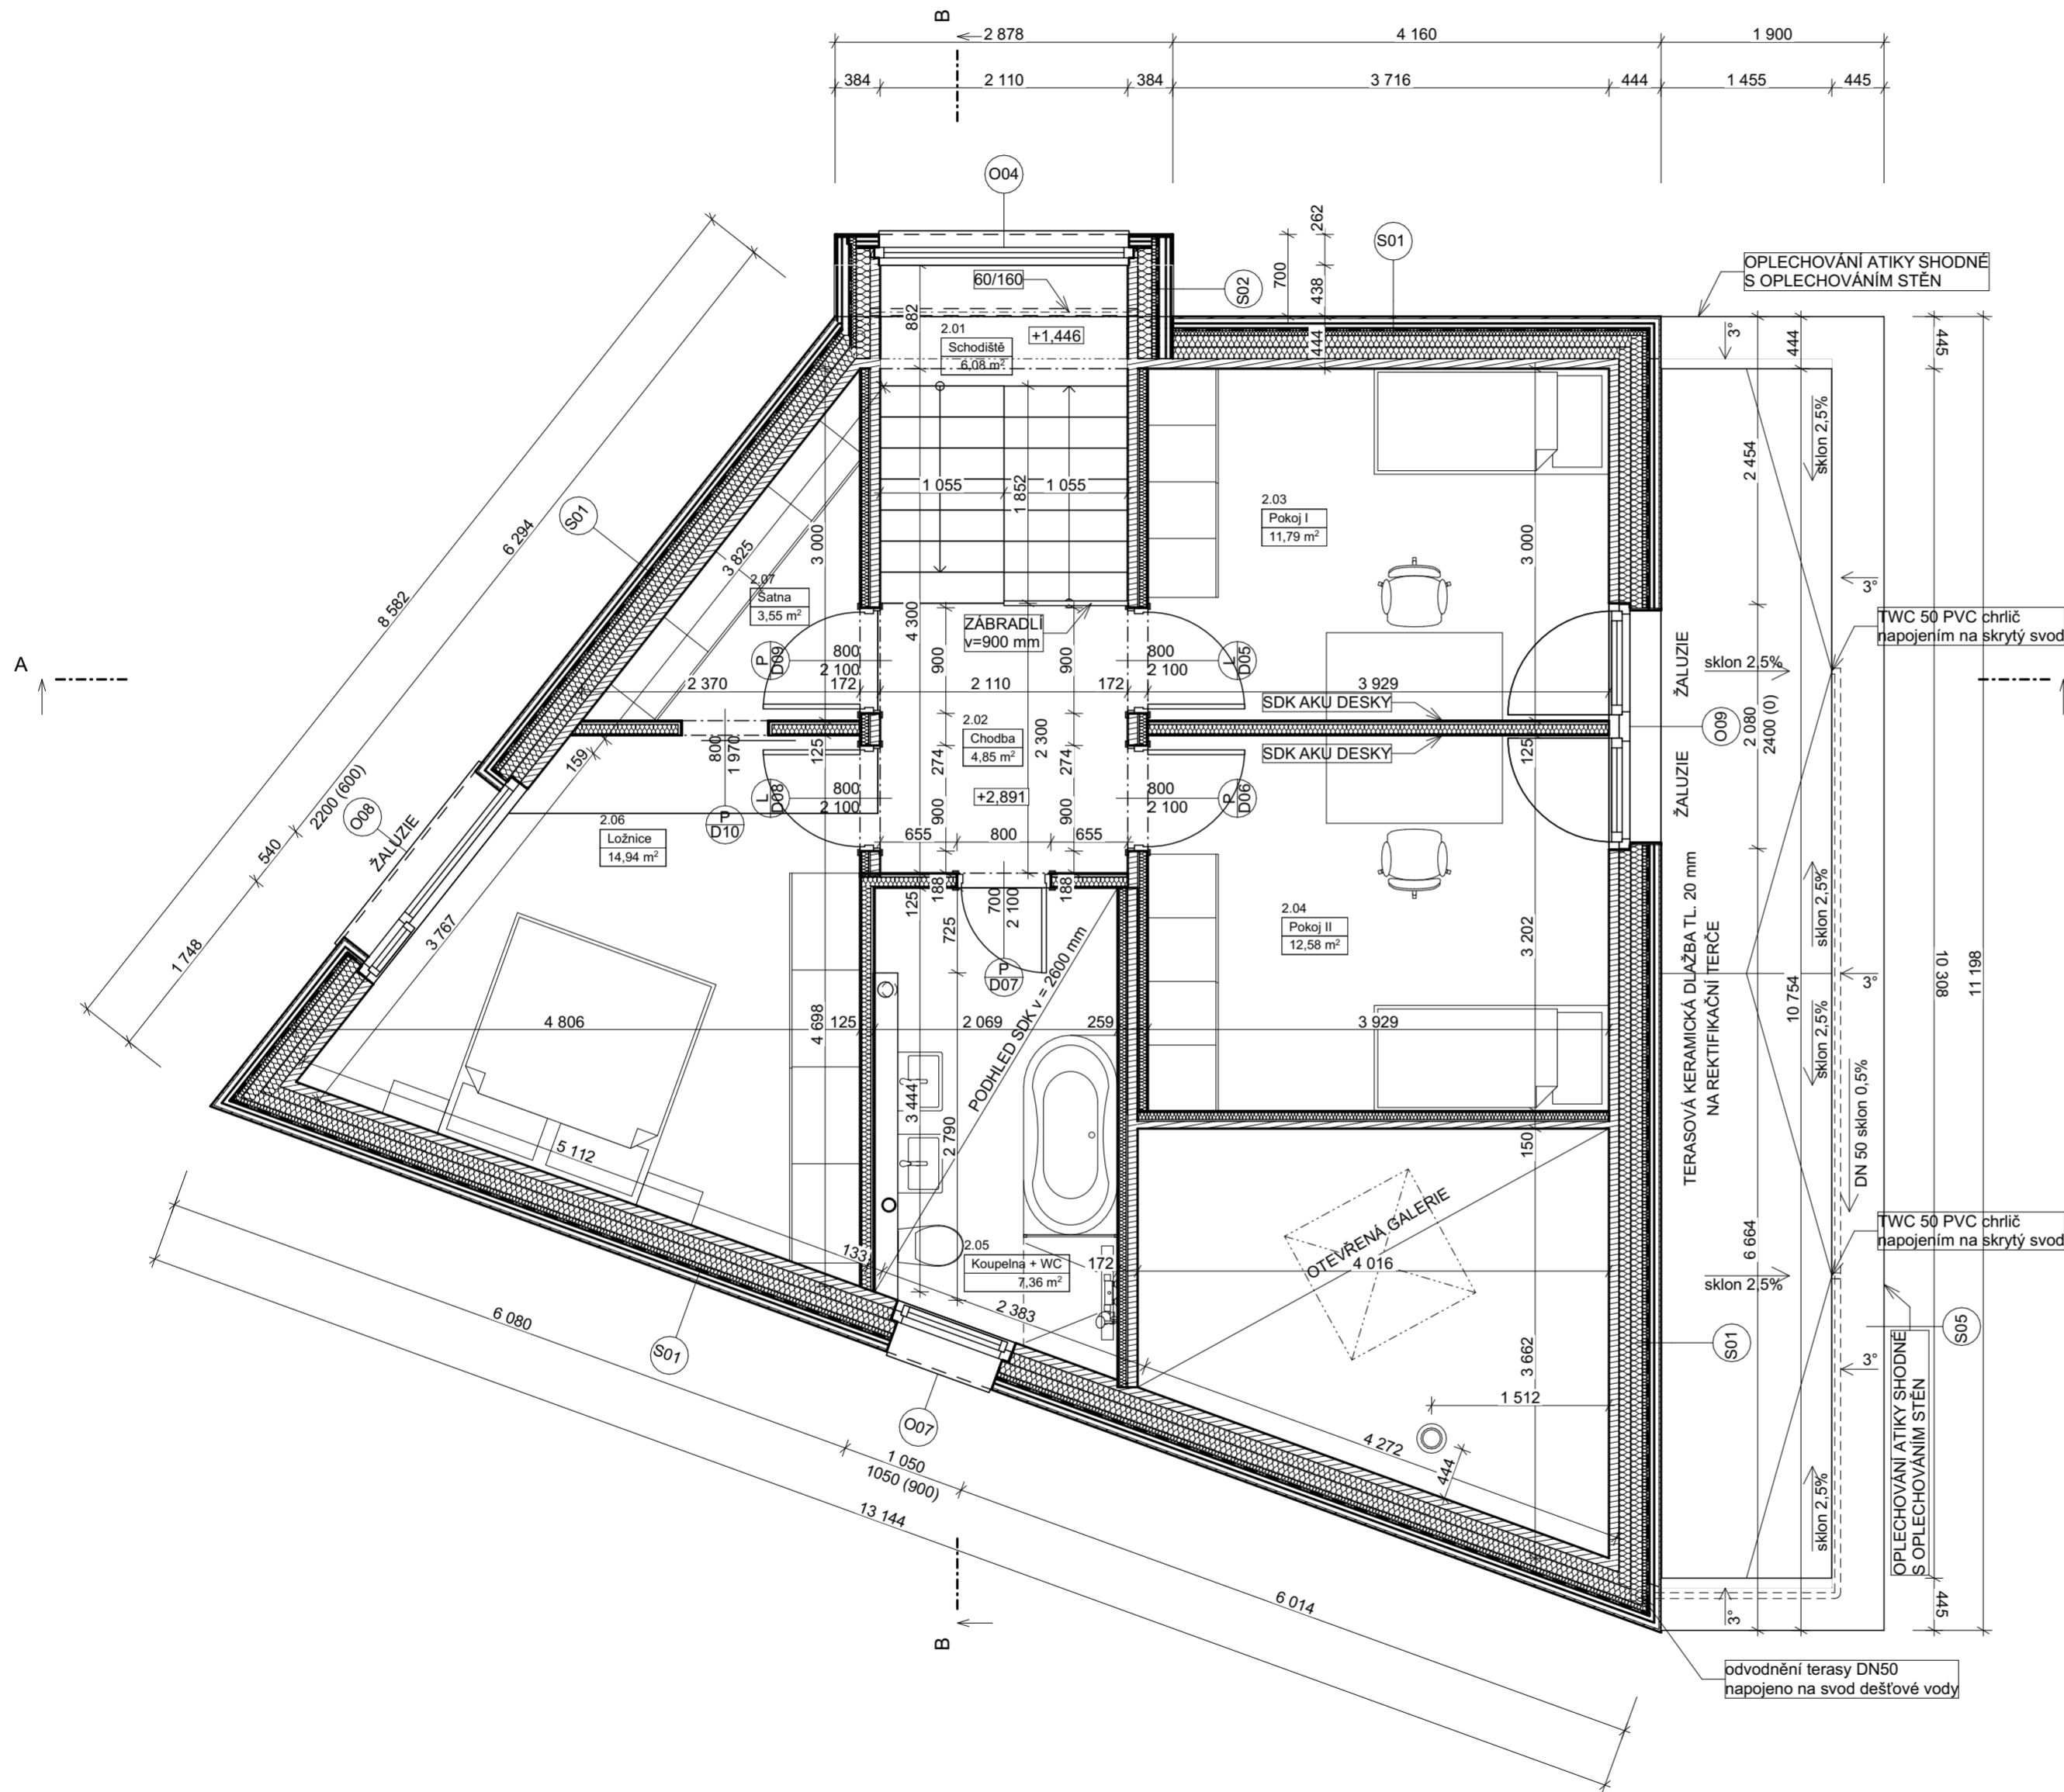 B
2 878
4 160
1 900
384
2 110
384
3 716
444
1 455
445
O04
262
700
438
444
S01
S02
OPLECHOVÁNÍ ATIKY SHODNÉ
S OPLECHOVÁNÍM STĚN
60/160
882
2.01
Schodiště
6,08 m²
+1,446
3°
444
445
sklon 2,5%
2 454
6 294
8 582
S01
3 825
3 000
1 055
1 852
1 055
2.03
Pokoj I
11,79 m²
3 000
3°
2.07
Šatna
3,55 m²
4 300
ZÁBRADLÍ
v=900 mm
TWC 50 PVC chrlič
napojením na skrytý svod
A
P
D09
800
2 100
900
900
800
2 100
L
D05
ŽALUZIE
sklon 2,5%
2 370
172
2 110
172
3 929
SDK AKU DESKY
2.02
Chodba
4,85 m²
2 300
O09
2 080
2400 (0)
159
800
1 970
125
274
274
SDK AKU DESKY
125
ŽALUZIE
L
D08
800
2 100
+2,891
800
2 100
P
D06
900
900
2200 (600)
O08
ŽALUZIE
540
2.06
Ložnice
14,94 m²
P
D10
655
800
655
1 748
3 767
125
188
700
2 100
188
725
P
D07
2.04
Pokoj II
12,58 m²
3 202
TERASOVÁ KERAMICKÁ DLAŽBA TL. 20 mm
NA REKTIFIKAČNÍ TERČE
sklon 2,5%
sklon 2,5%
3°
10 308
10 754
11 198
4 806
4 698
125
2 069
259
3 929
PODHLED SDK v = 2600 mm
3 444
2 790
5 112
150
DN 50 sklon 0,5%
133
2.05
Koupelna + WC
7,36 m²
172
OTEVŘENÁ GALERIE
4 016
6 664
TWC 50 PVC chrlič
napojením na skrytý svod
sklon 2,5%
6 080
S01
2 383
3 662
S01
S05
3°
OPLECHOVÁNÍ ATIKY SHODNÉ
S OPLECHOVÁNÍM STĚN
1 512
O07
4 272
444
1 050
1050 (900)
13 144
sklon 2,5%
6 014
3°
445
B
odvodnění terasy DN50
napojeno na svod dešťové vody